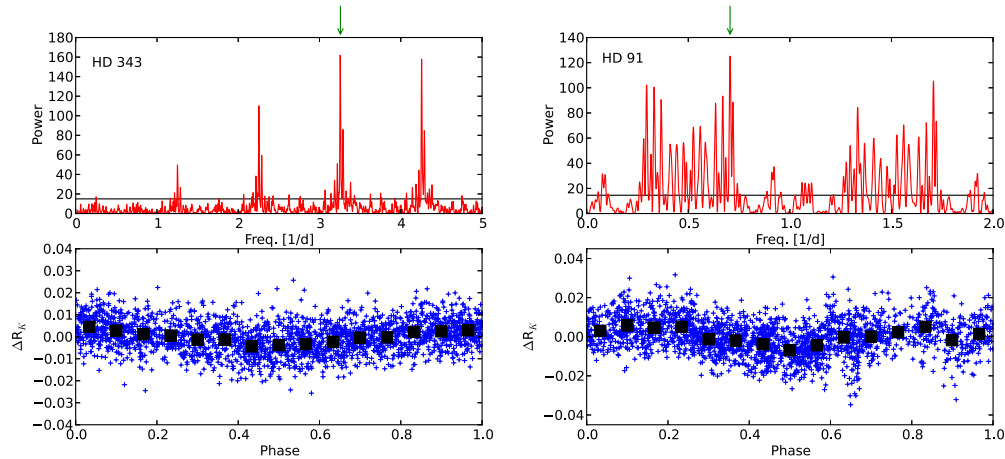 HD 343
180
160
140
120
100
80
60
40
20
0
Power
0 1 2 3 4 5
Freq. [1/d]
HD 91
140
120
100
80
60
40
20
0
Power
0.0 0.5 1.0 1.5 2.0
Freq. [1/d]
0.04
0.03
0.02
0.01
0.00
−0.01
−0.02
−0.03
−0.04
ΔR_K
0.0 0.2 0.4 0.6 0.8 1.0
Phase
0.04
0.02
0.00
−0.02
−0.04
ΔR_K
0.0 0.2 0.4 0.6 0.8 1.0
Phase